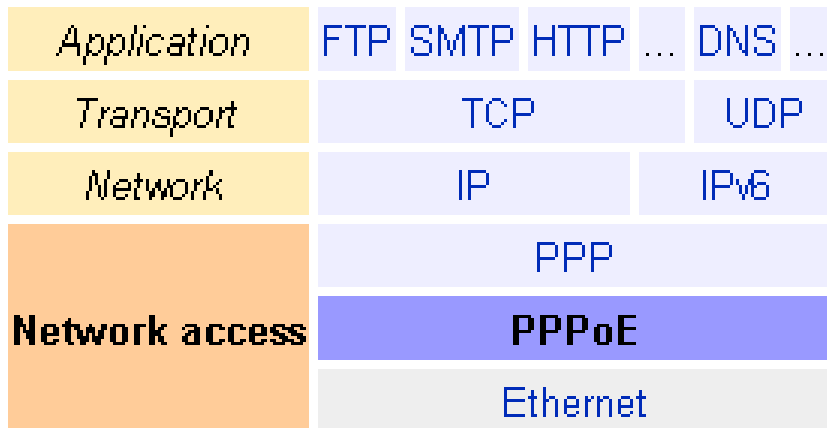 Application FTP SMTP HTTP ... DNS ...
Transport TCP UDP
Network IP IPv6
PPP
Network access PPPoE
Ethernet